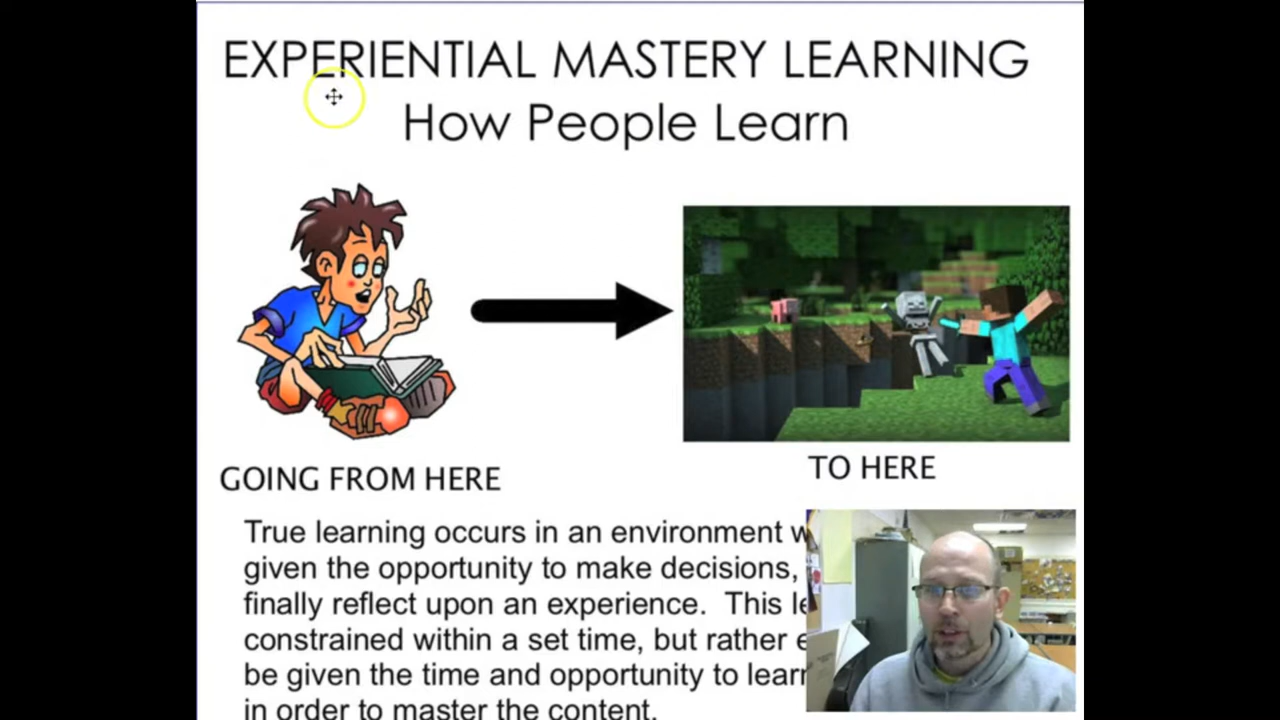 EXPERIENTIAL MASTERY LEARNING
How People Learn
GOING FROM HERE
TO HERE
True learning occurs in an environment
given the opportunity to make decisions,
finally reflect upon an experience. This
constrained within a set time, but rather
be given the time and opportunity to
in order to master the content.